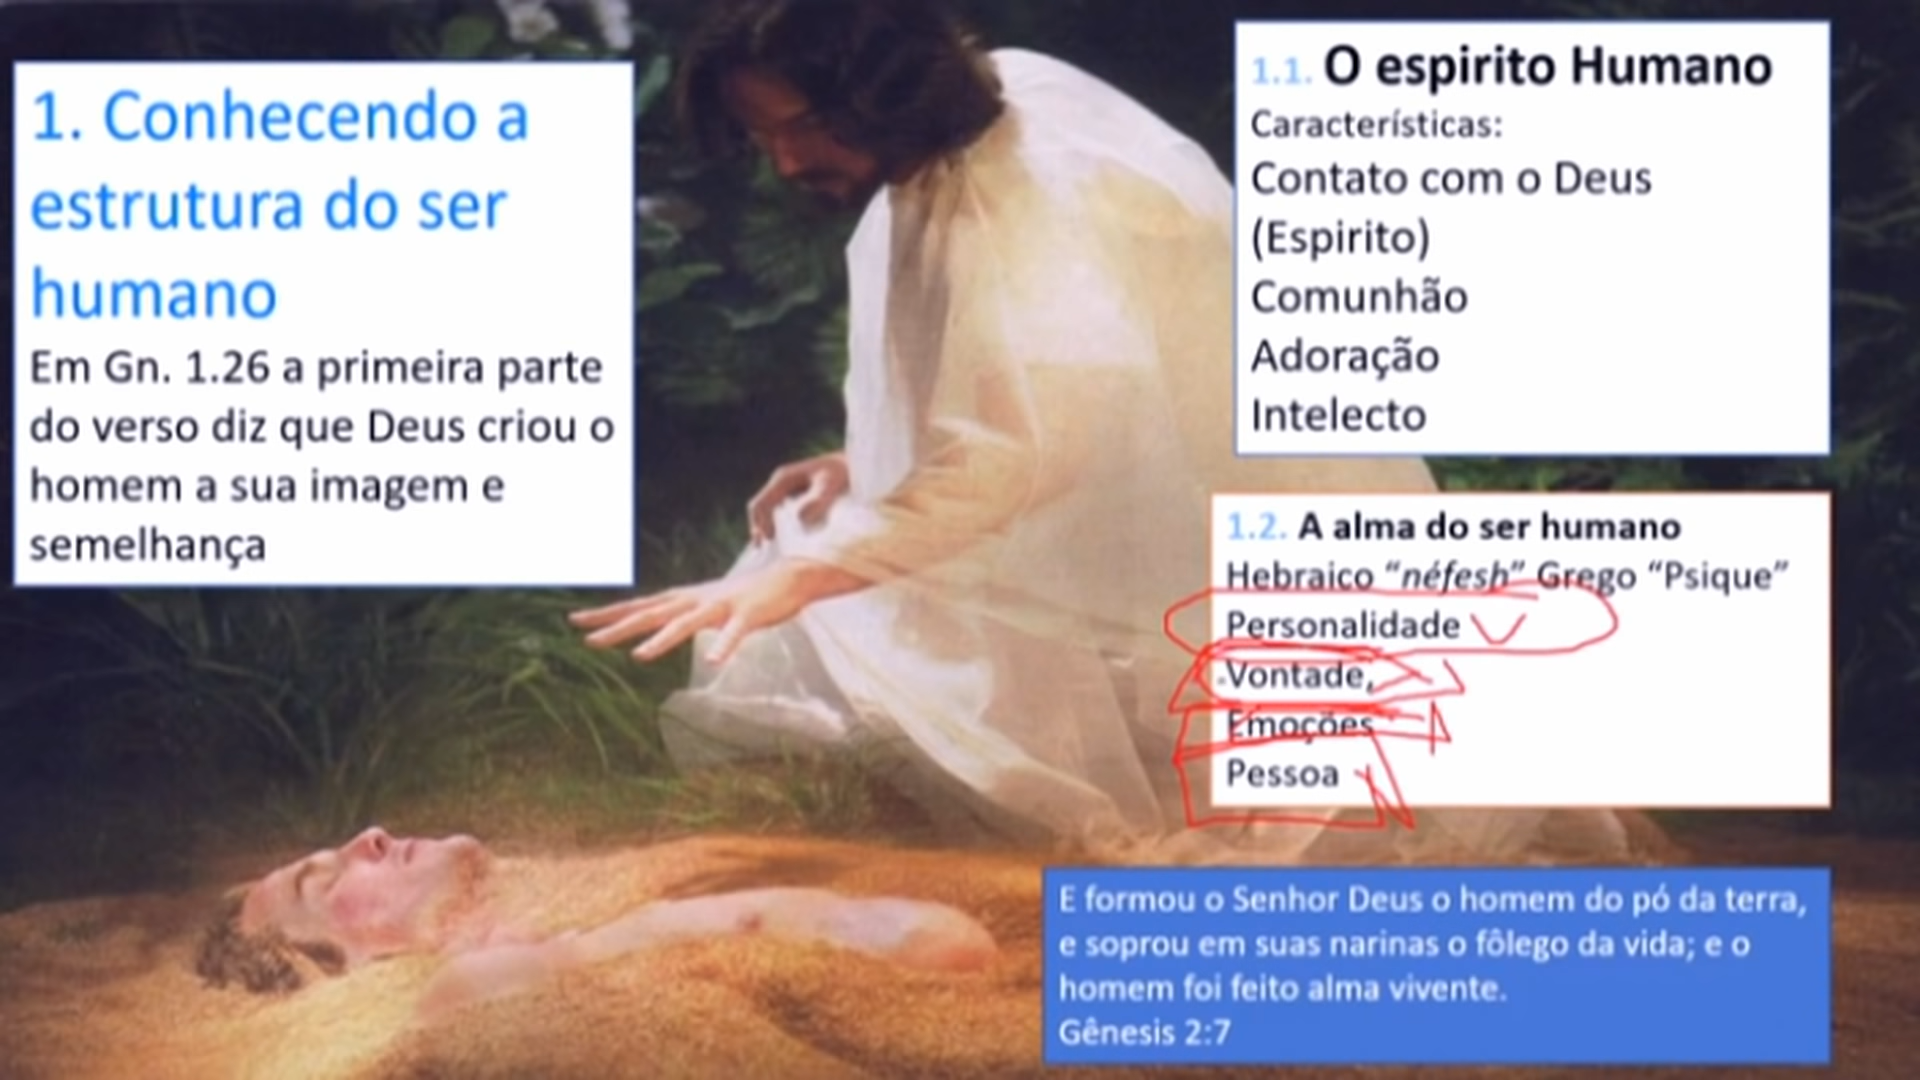 1. Conhecendo a
estrutura do ser
humano
Em Gn. 1.26 a primeira parte
do verso diz que Deus criou o
homem a sua imagem e
semelhança
1.1. O espirito Humano
Características:
Contato com o Deus
(Espirito)
Comunhão
Adoração
Intelecto
1.2. A alma do ser humano
Hebraico “néfesh” Grego “Psique”
Personalidade
Vontade,
Emoções
Pessoa
E formou o Senhor Deus o homem do pó da terra,
e soprou em suas narinas o fôlego da vida; e o
homem foi feito alma vivente.
Gênesis 2:7